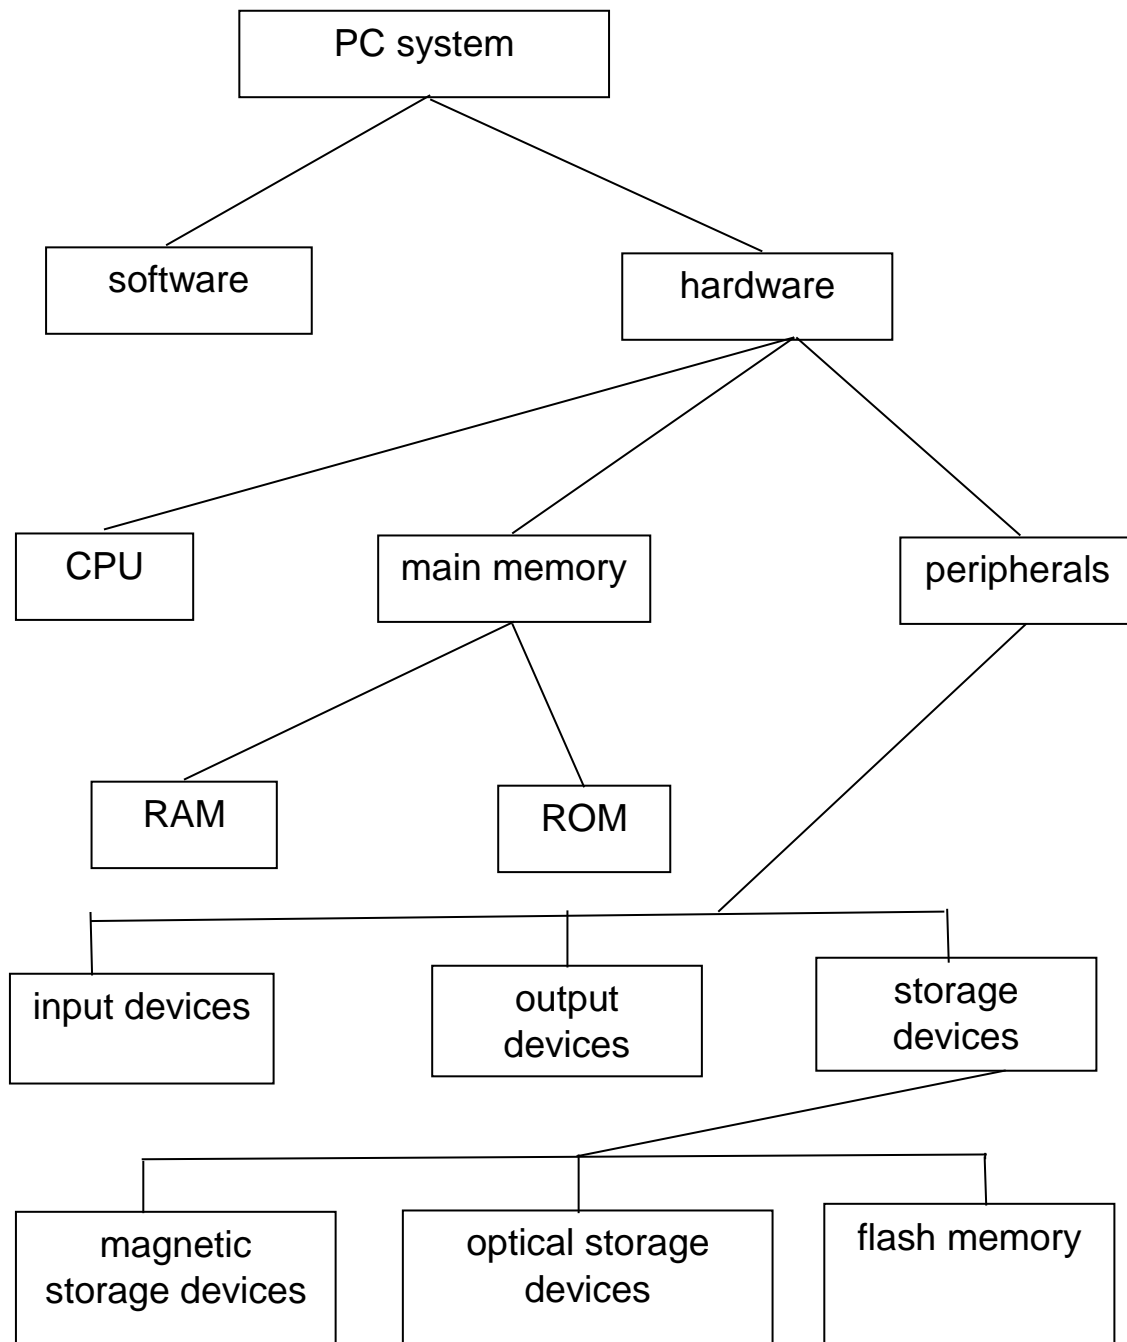 PC system
software
hardware
CPU
main memory
peripherals
RAM
ROM
input devices
output
devices
storage
devices
magnetic
storage devices
optical storage
devices
flash memory